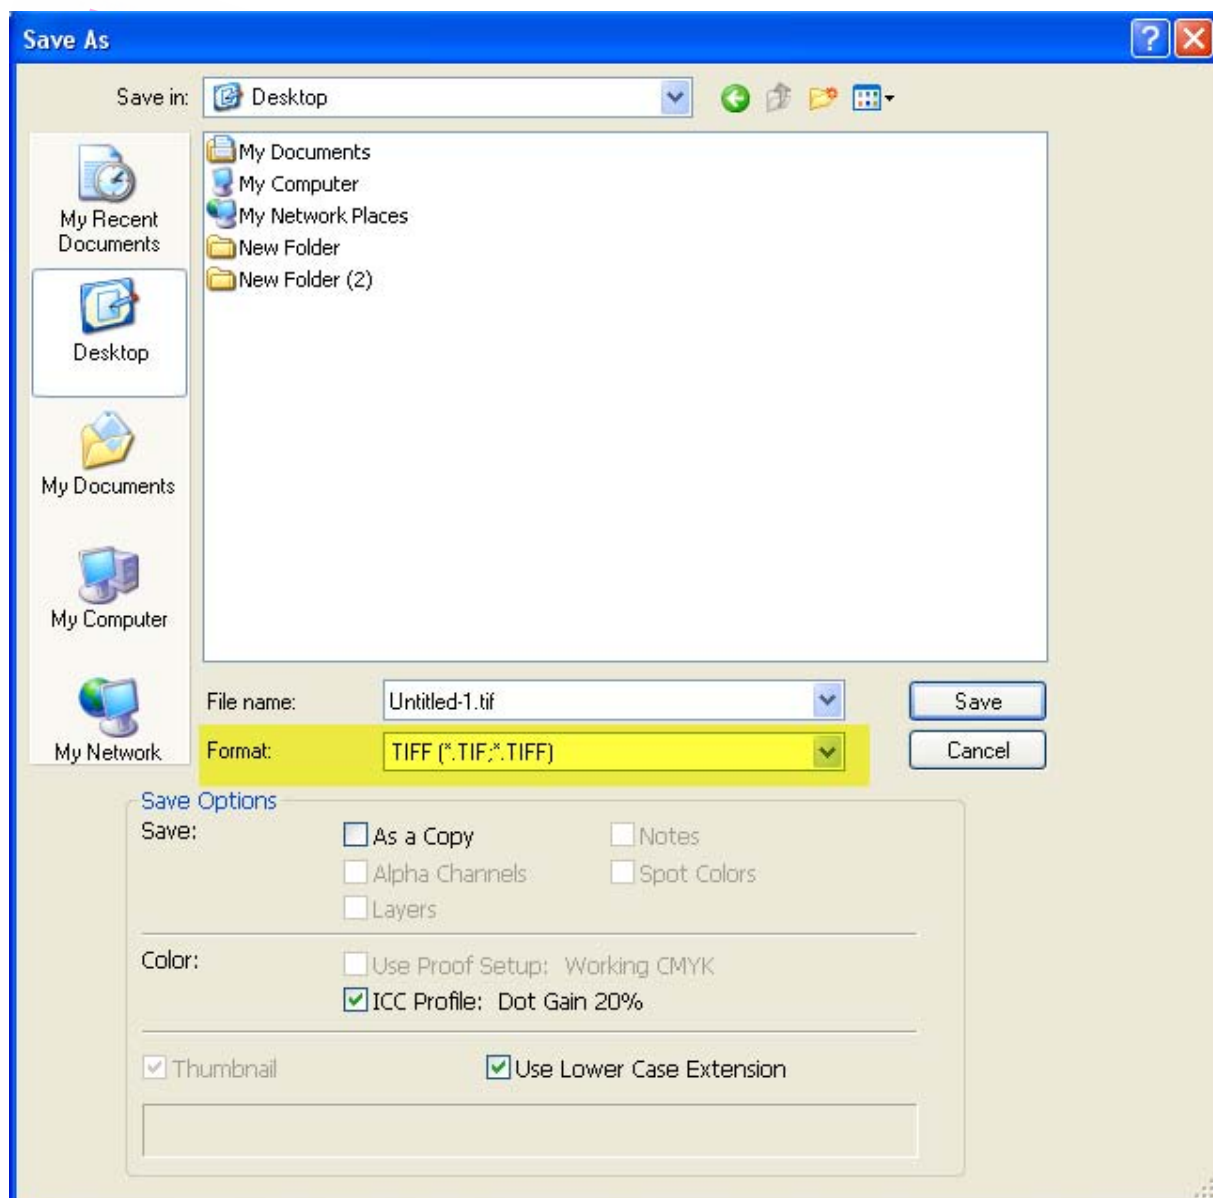 Save As
Save in: Desktop
My Documents
My Computer
My Network Places
New Folder
New Folder (2)
My Recent
Documents
Desktop
My Documents
My Computer
My Network
File name: Untitled-1.tif Save
Format: TIFF (*.TIF;*.TIFF) Cancel
Save Options
Save: As a Copy Notes
Alpha Channels Spot Colors
Layers
Color: Use Proof Setup: Working CMYK
ICC Profile: Dot Gain 20%
Thumbnail Use Lower Case Extension